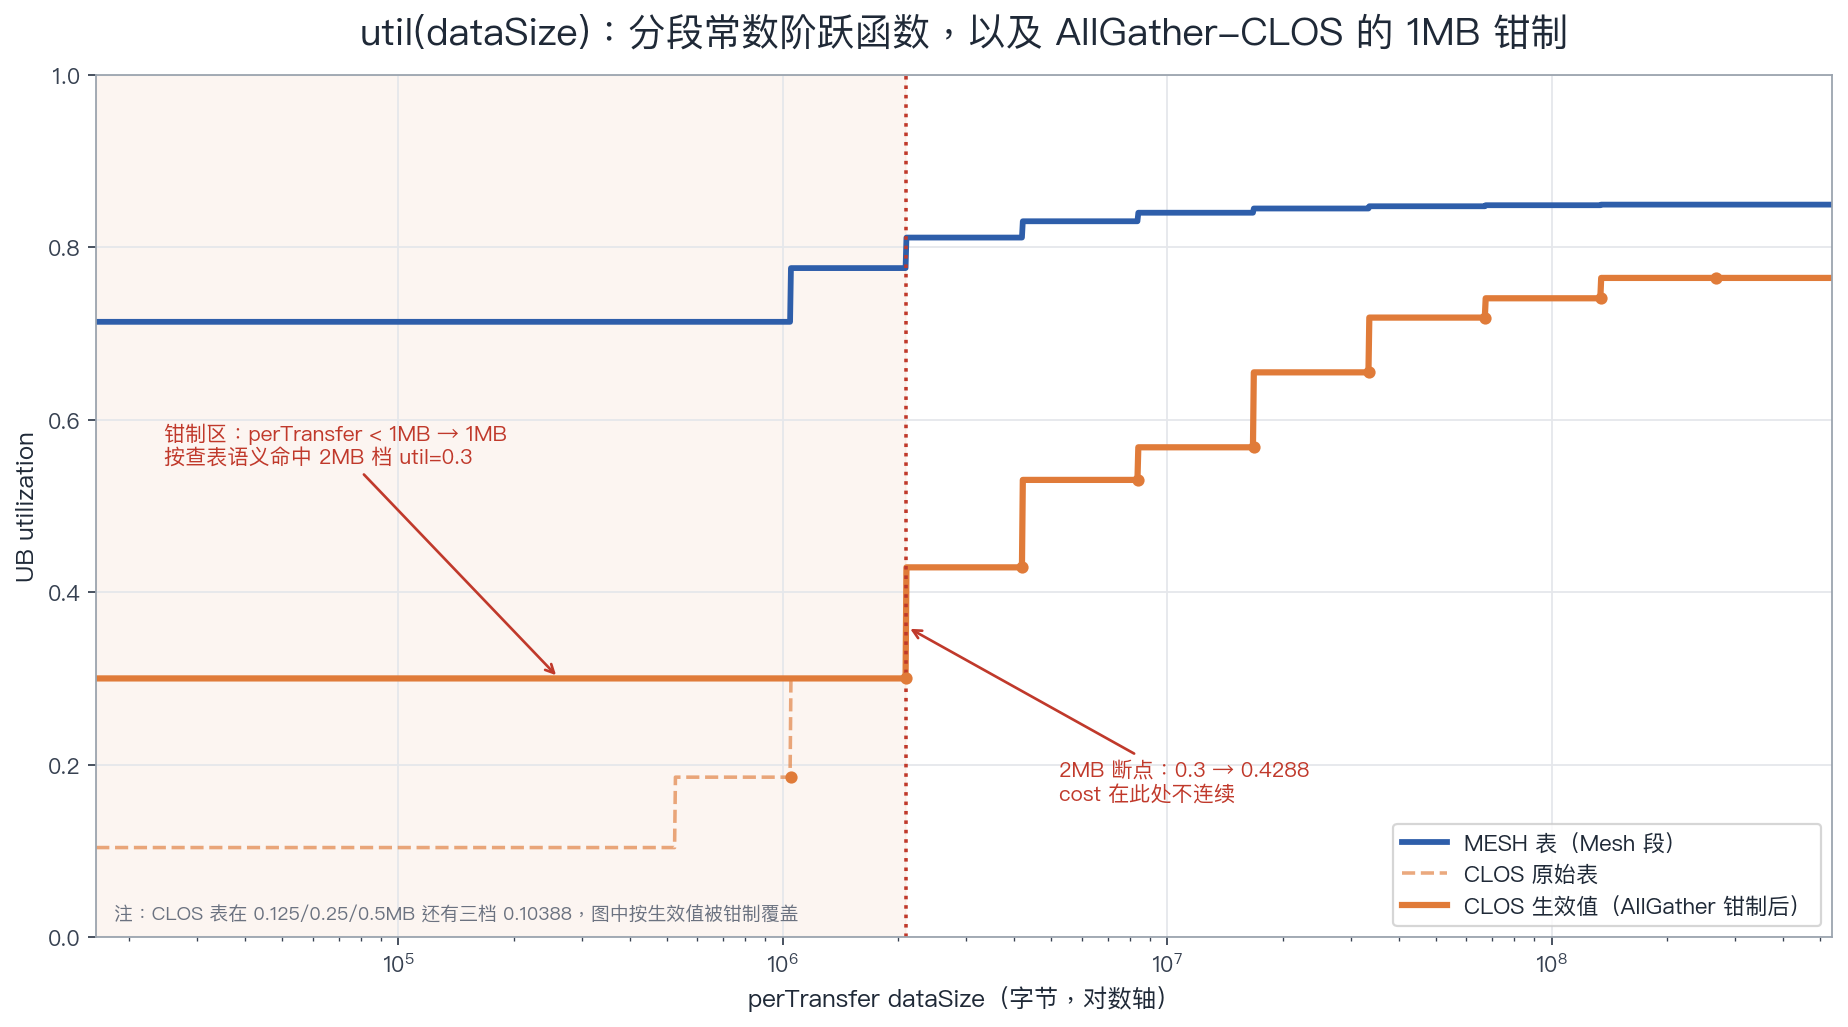 util(dataSize)：分段常数阶跃函数，以及 AllGather–CLOS 的 1MB 钳制
1.0
0.8
0.6
0.4
0.2
0.0
UB utilization
钳制区：perTransfer < 1MB → 1MB
按查表语义命中 2MB 档 util=0.3
2MB 断点：0.3 → 0.4288
cost 在此处不连续
注：CLOS 表在 0.125/0.25/0.5MB 还有三档 0.10388，图中按生效值被钳制覆盖
MESH 表（Mesh 段）
CLOS 原始表
CLOS 生效值（AllGather 钳制后）
10⁵
10⁶
10⁷
10⁸
perTransfer dataSize（字节，对数轴）